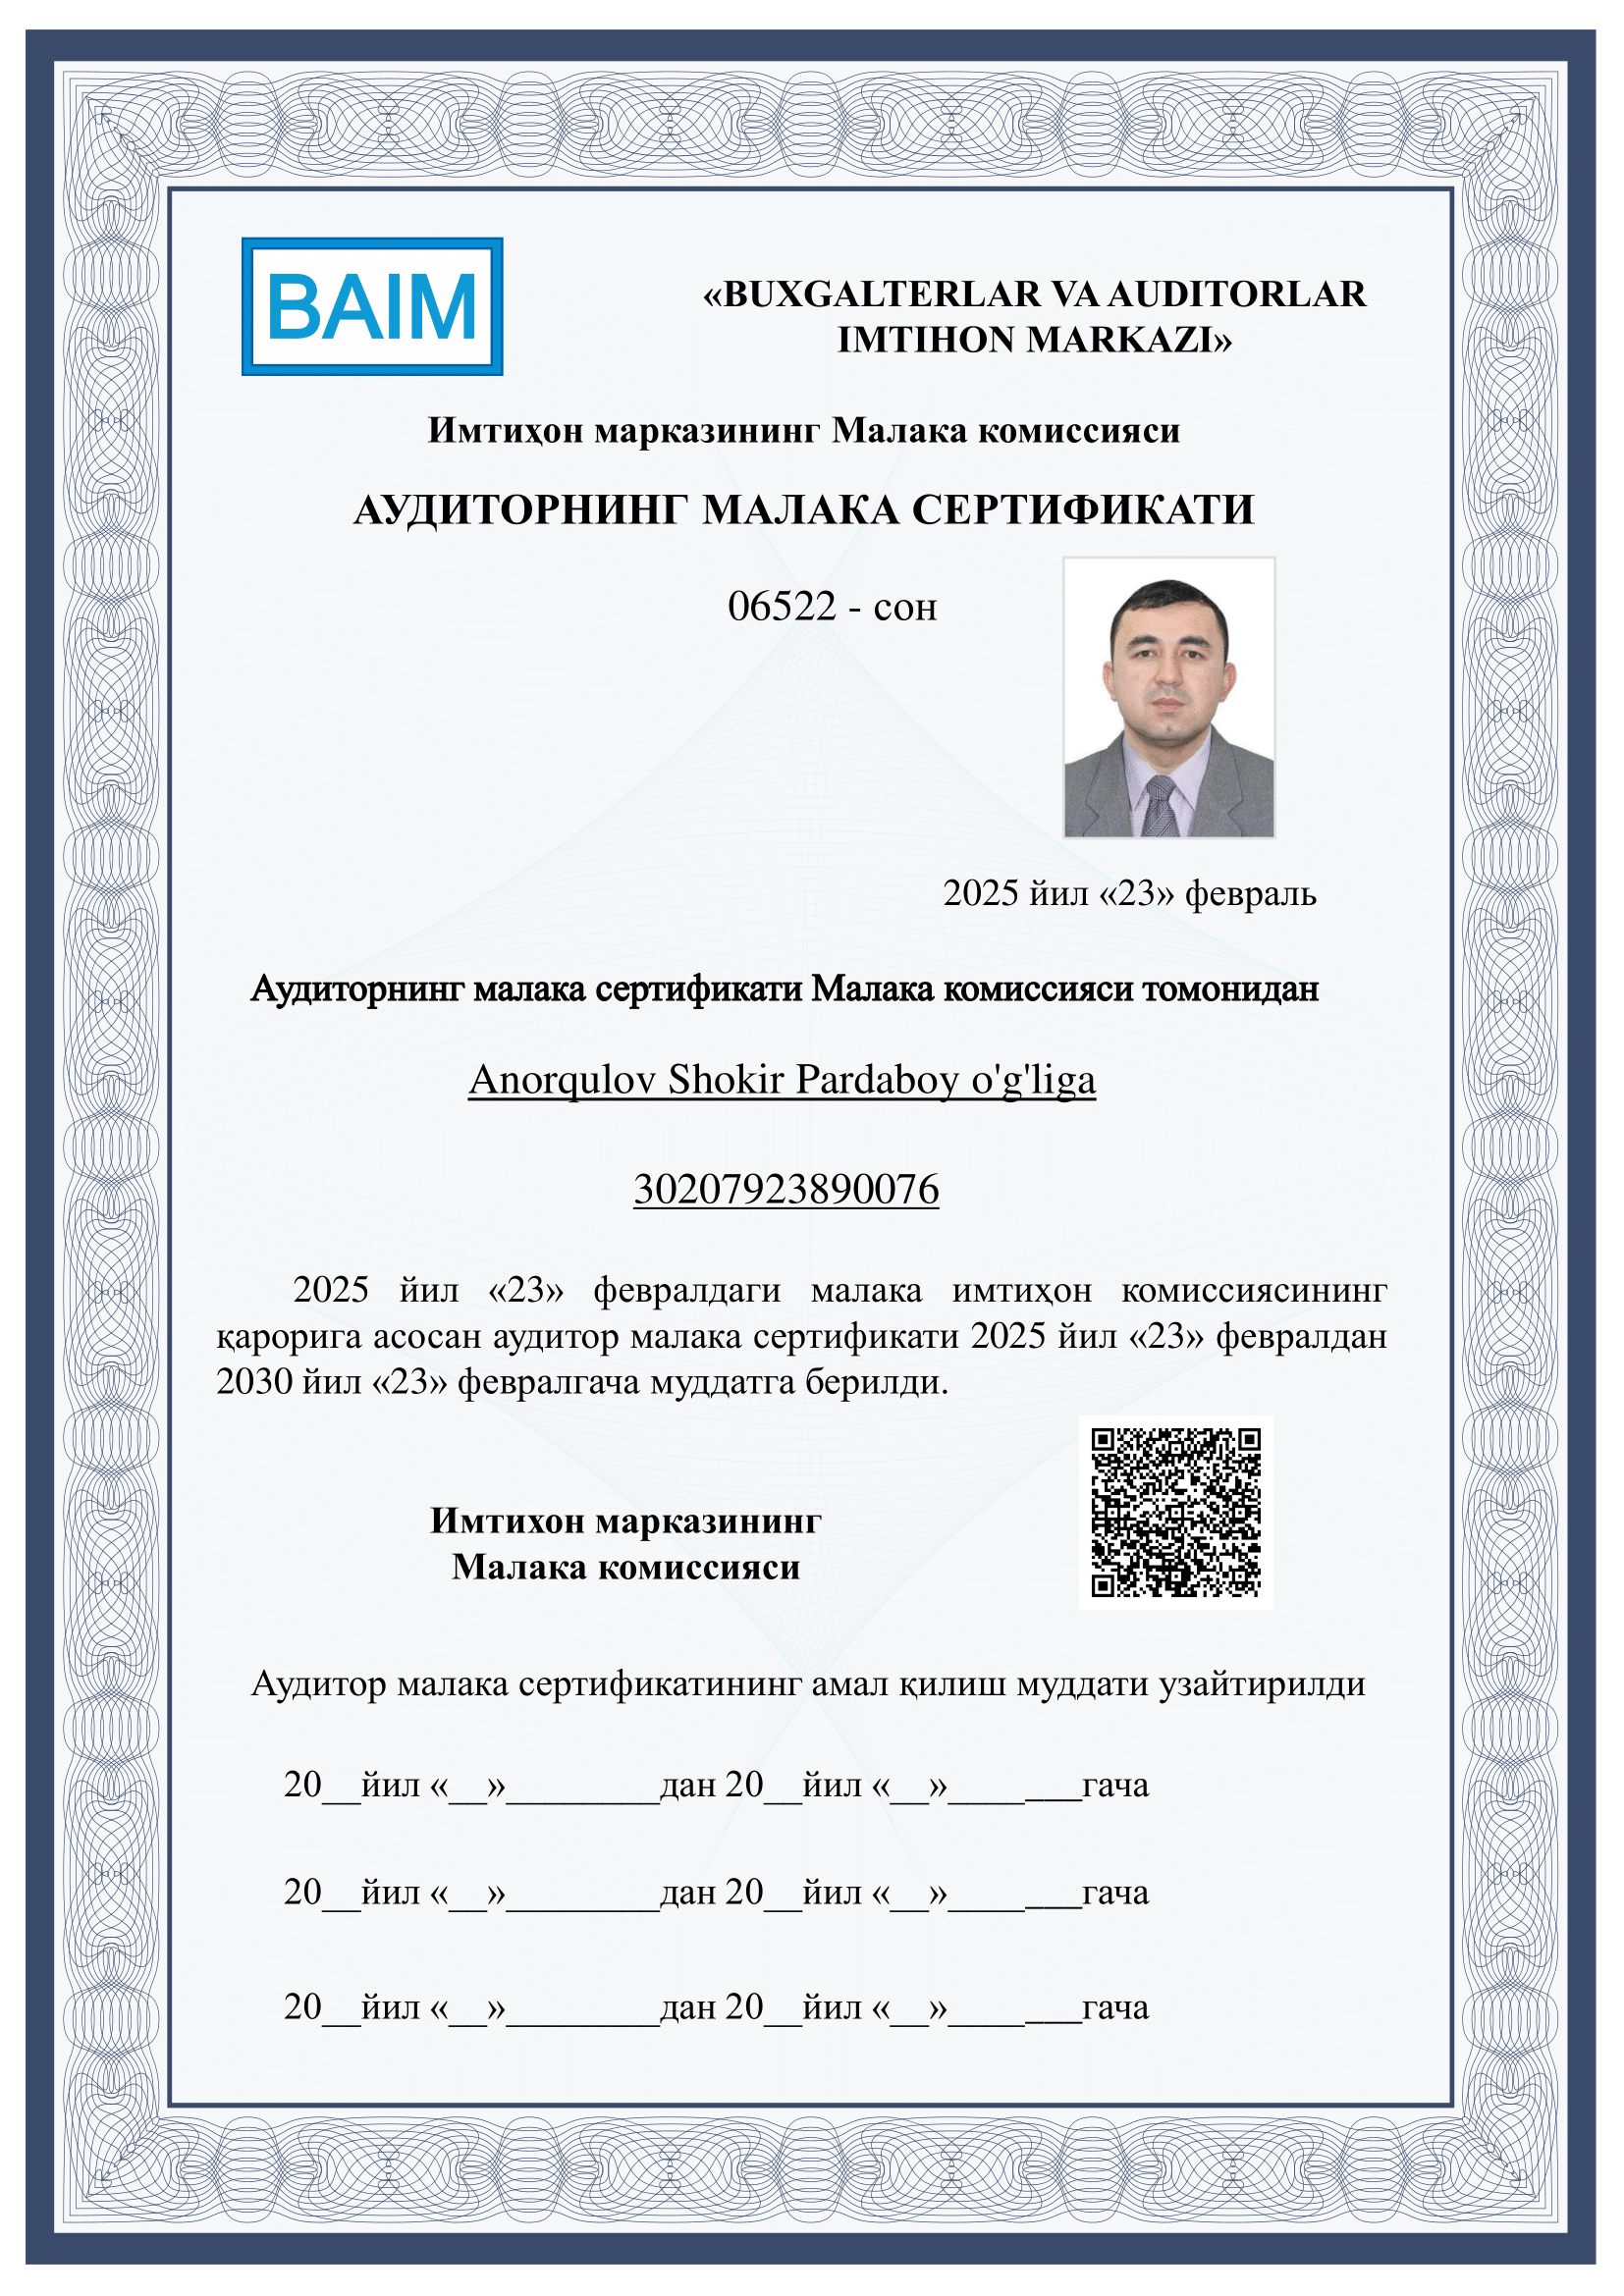 BAIM
«BUXGALTERLAR VA AUDITORLAR
IMTIHON MARKAZI»
Имтиҳон марказининг Малака комиссияси
АУДИТОРНИНГ МАЛАКА СЕРТИФИКАТИ
06522 - сон
2025 йил «23» февраль
Аудиторнинг малака сертификати Малака комиссияси томонидан
Anorqulov Shokir Pardaboy o'g'liga
30207923890076
2025 йил «23» февралдаги малака имтиҳон комиссиясининг
қарорига асосан аудитор малака сертификати 2025 йил «23» февралдан
2030 йил «23» февралгача муддатга берилди.
Имтихон марказининг
Малака комиссияси
Аудитор малака сертификатининг амал қилиш муддати узайтирилди
20__йил «__»________дан 20__йил «__»_______гача
20__йил «__»________дан 20__йил «__»_______гача
20__йил «__»________дан 20__йил «__»_______гача